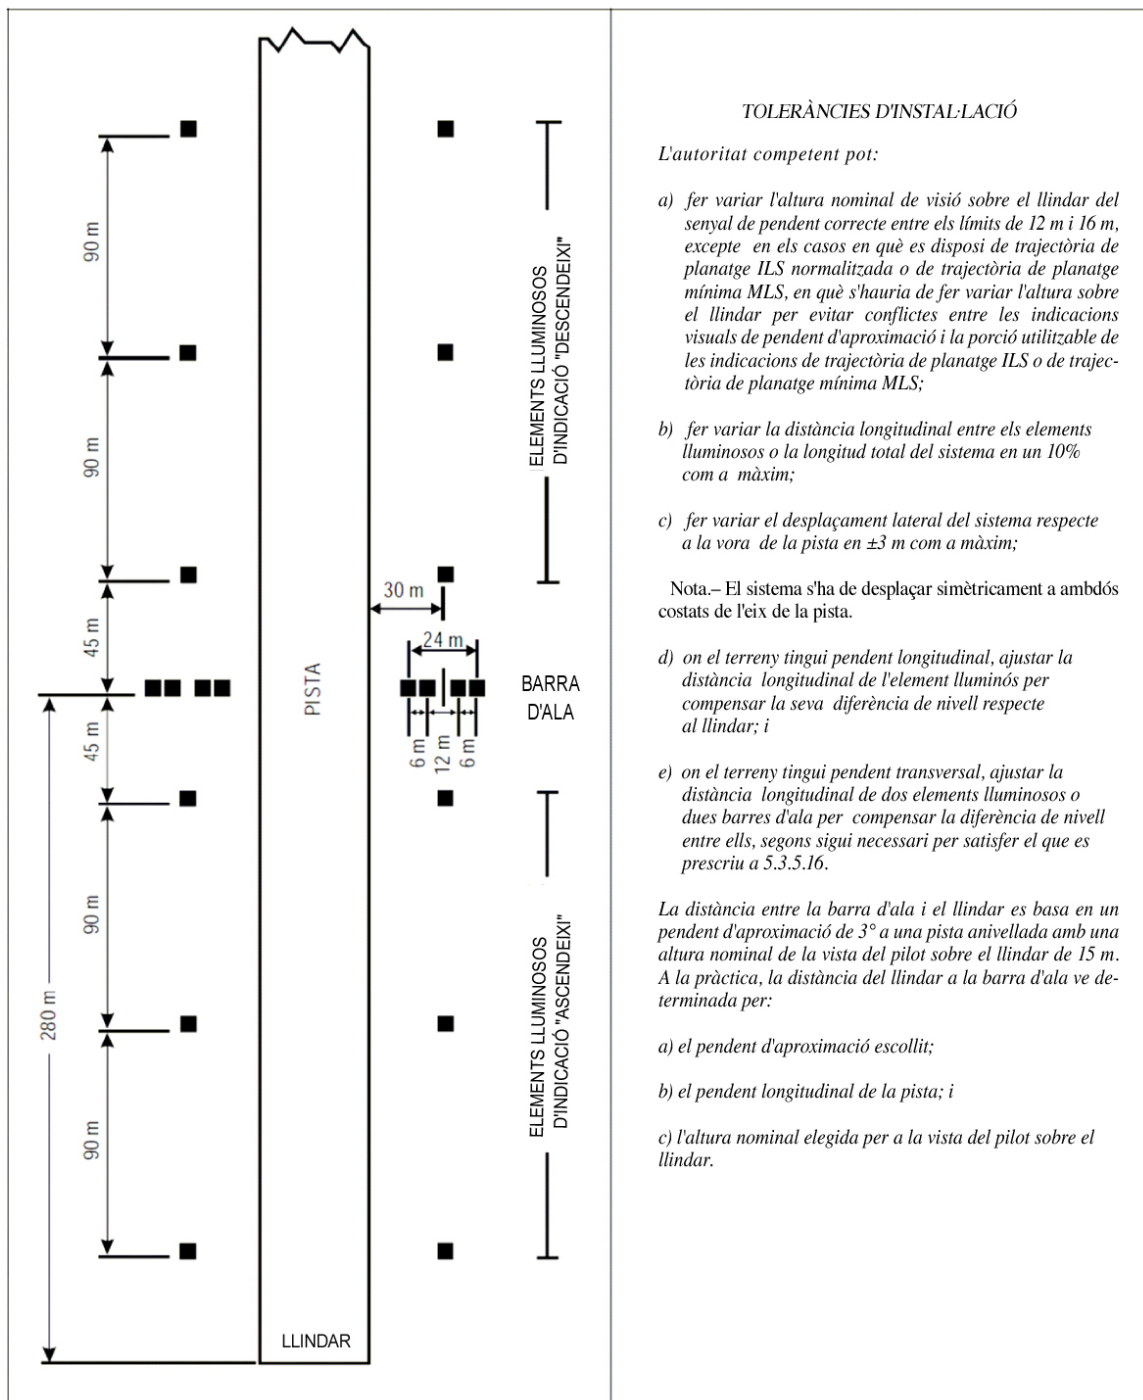 90 m
90 m
45 m
45 m
90 m
90 m
280 m
PISTA
LLINDAR
30 m
24 m
6 m
12 m
6 m
BARRA
D'ALA
ELEMENTS LLUMINOSOS
D'INDICACIÓ "DESCENDEIXI"
ELEMENTS LLUMINOSOS
D'INDICACIÓ "ASCENDEIXI"
TOLERÀNCIES D'INSTAL·LACIÓ
L'autoritat competent pot:
a) fer variar l'altura nominal de visió sobre el llindar del
senyal de pendent correcte entre els límits de 12 m i 16 m,
excepte en els casos en què es disposi de trajectòria de
planatge ILS normalitzada o de trajectòria de planatge
mínima MLS, en què s'hauria de fer variar l'altura sobre
el llindar per evitar conflictes entre les indicacions
visuals de pendent d'aproximació i la porció utilitzable de
les indicacions de trajectòria de planatge ILS o de trajec-
tòria de planatge mínima MLS;
b) fer variar la distància longitudinal entre els elements
lluminosos o la longitud total del sistema en un 10%
com a màxim;
c) fer variar el desplaçament lateral del sistema respecte
a la vora de la pista en ±3 m com a màxim;
Nota.– El sistema s'ha de desplaçar simètricament a ambdós
costats de l'eix de la pista.
d) on el terreny tingui pendent longitudinal, ajustar la
distància longitudinal de l'element lluminós per
compensar la seva diferència de nivell respecte
al llindar; i
e) on el terreny tingui pendent transversal, ajustar la
distància longitudinal de dos elements lluminosos o
dues barres d'ala per compensar la diferència de nivell
entre ells, segons sigui necessari per satisfer el que es
prescriu a 5.3.5.16.
La distància entre la barra d'ala i el llindar es basa en un
pendent d'aproximació de 3° a una pista anivellada amb una
altura nominal de la vista del pilot sobre el llindar de 15 m.
A la pràctica, la distància del llindar a la barra d'ala ve de-
terminada per:
a) el pendent d'aproximació escollit;
b) el pendent longitudinal de la pista; i
c) l'altura nominal elegida per a la vista del pilot sobre el
llindar.